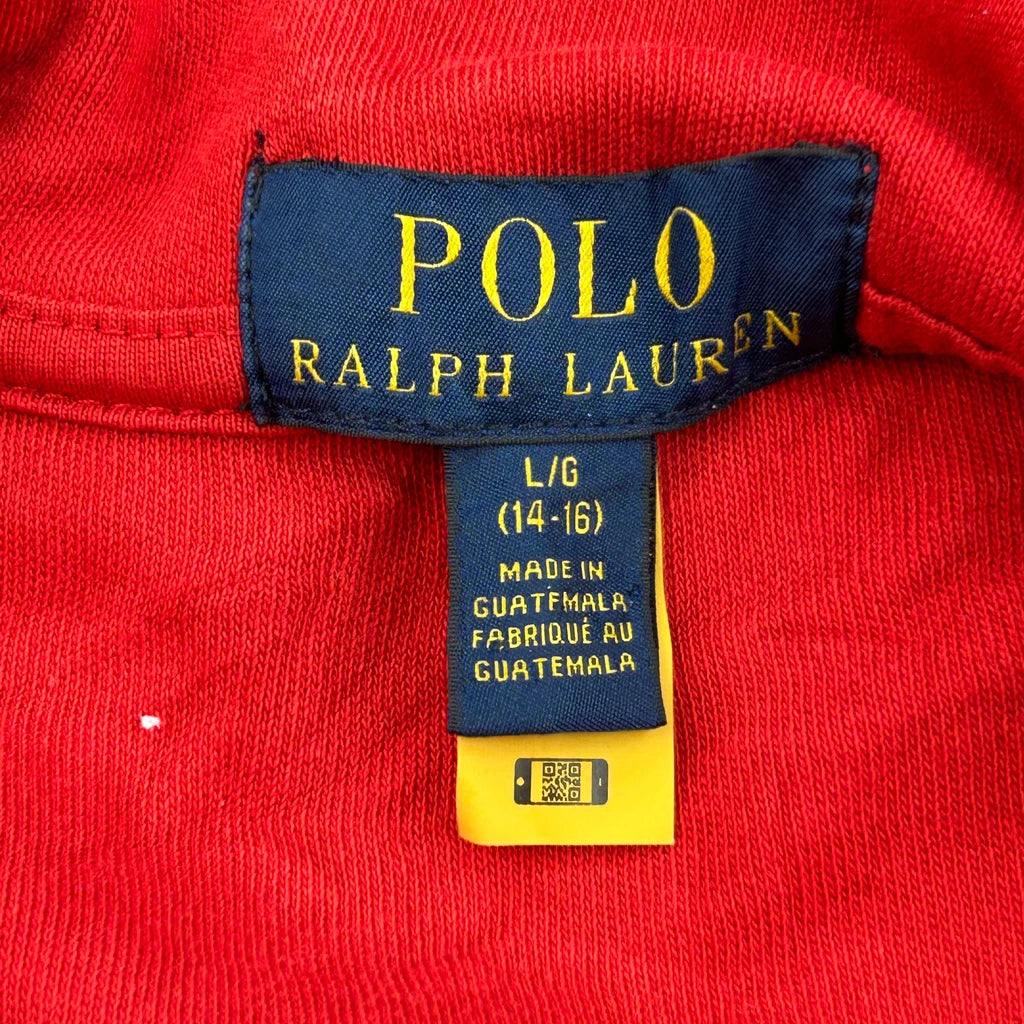 POLO
RALPH LAUREN
L/G
(14-16)
MADE IN
GUATEMALA
FABRIQUÉ AU
GUATEMALA